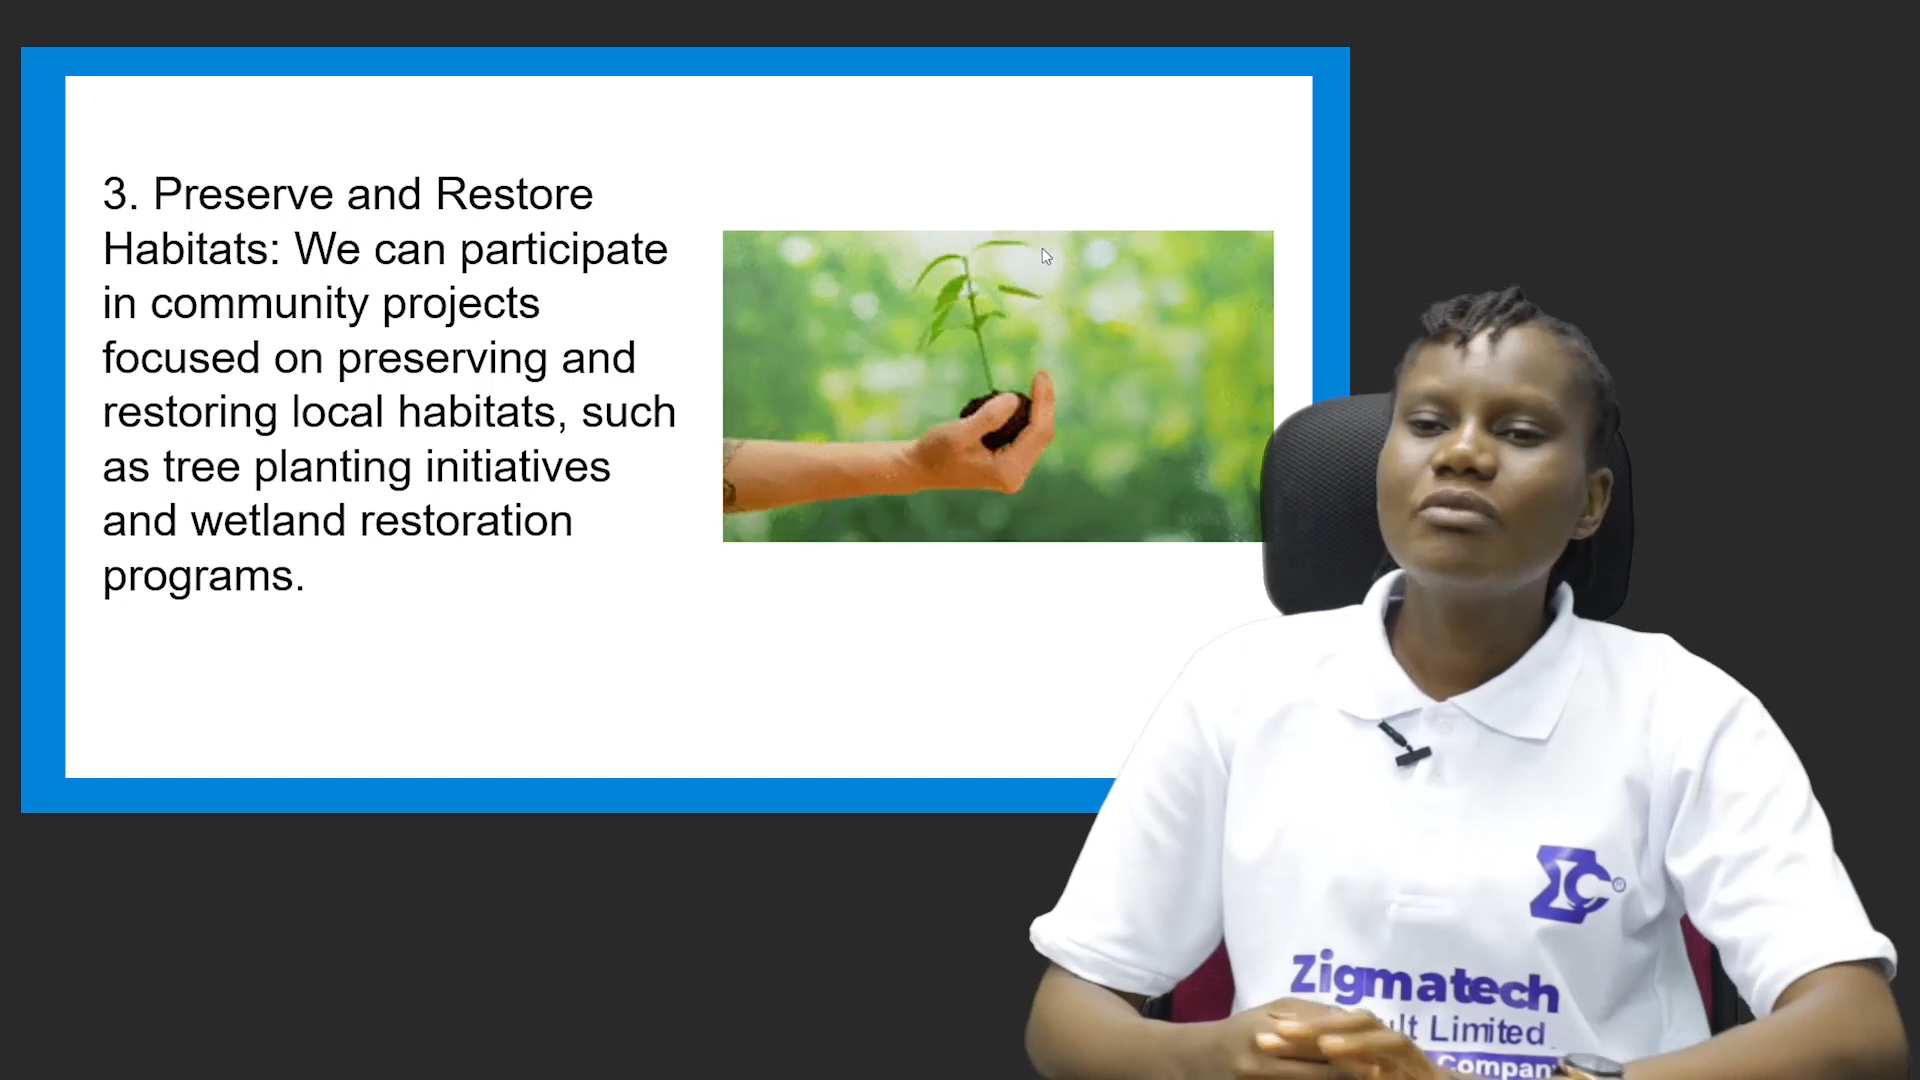 3. Preserve and Restore
Habitats: We can participate
in community projects
focused on preserving and
restoring local habitats, such
as tree planting initiatives
and wetland restoration
programs.
ZC®
Zigmatech
Limited